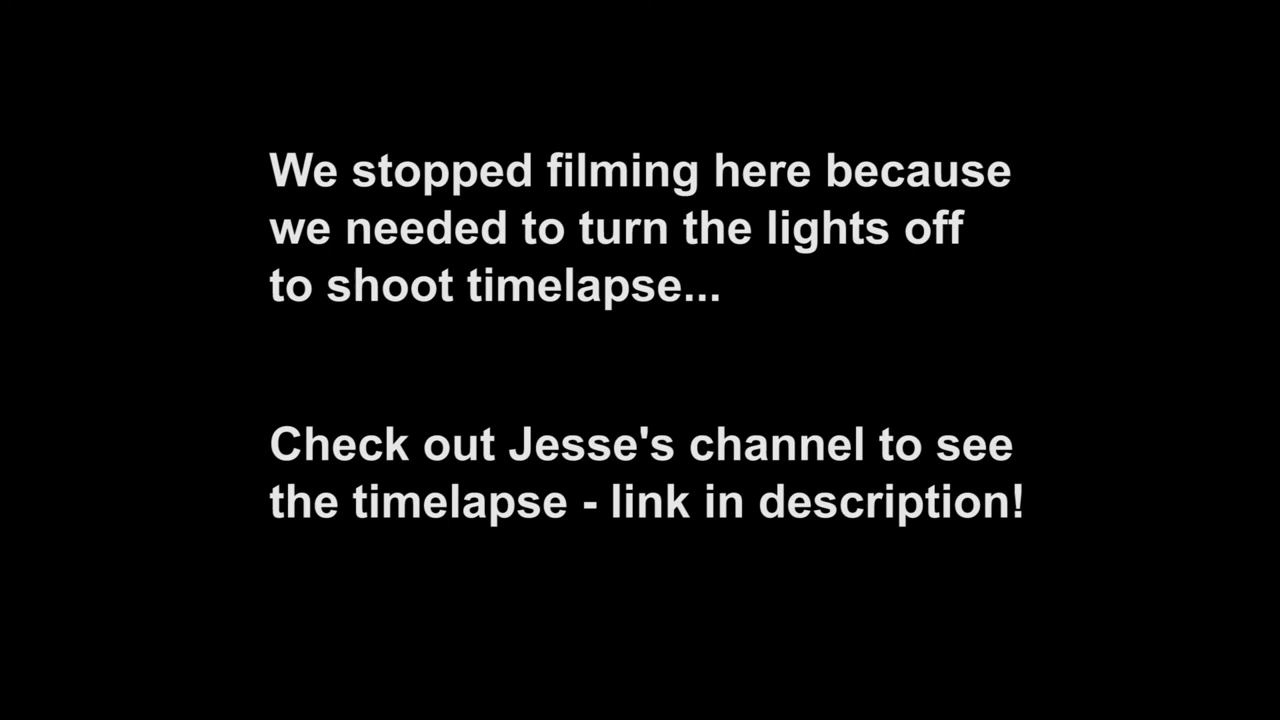 We stopped filming here because
we needed to turn the lights off
to shoot timelapse...
Check out Jesse's channel to see
the timelapse - link in description!